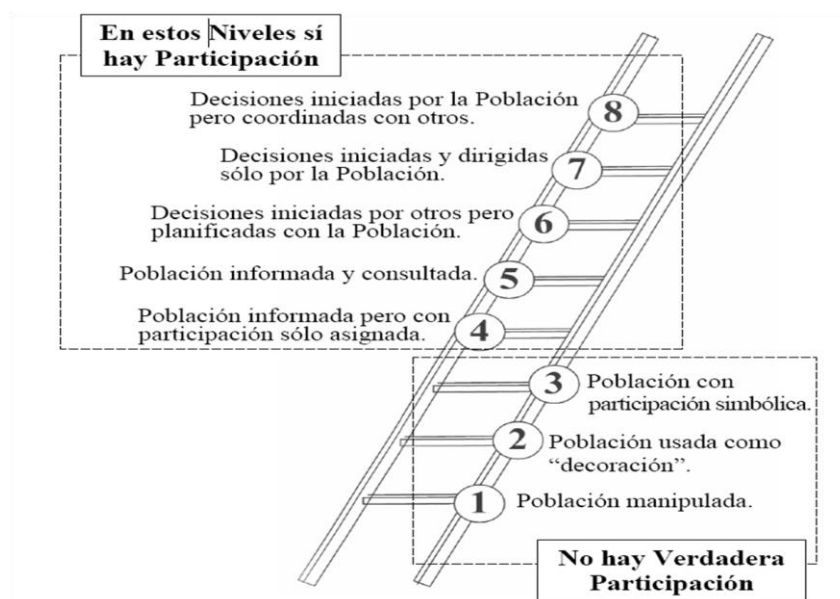 En estos Niveles sí
hay Participación
Decisiones iniciadas por la Población
pero coordinadas con otros.
8
Decisiones iniciadas y dirigidas
sólo por la Población.
7
Decisiones iniciadas por otros pero
planificadas con la Población.
6
Población informada y consultada.
5
Población informada pero con
participación sólo asignada.
4
3
Población con
participación simbólica.
2
Población usada como
“decoración”.
1
Población manipulada.
No hay Verdadera
Participación